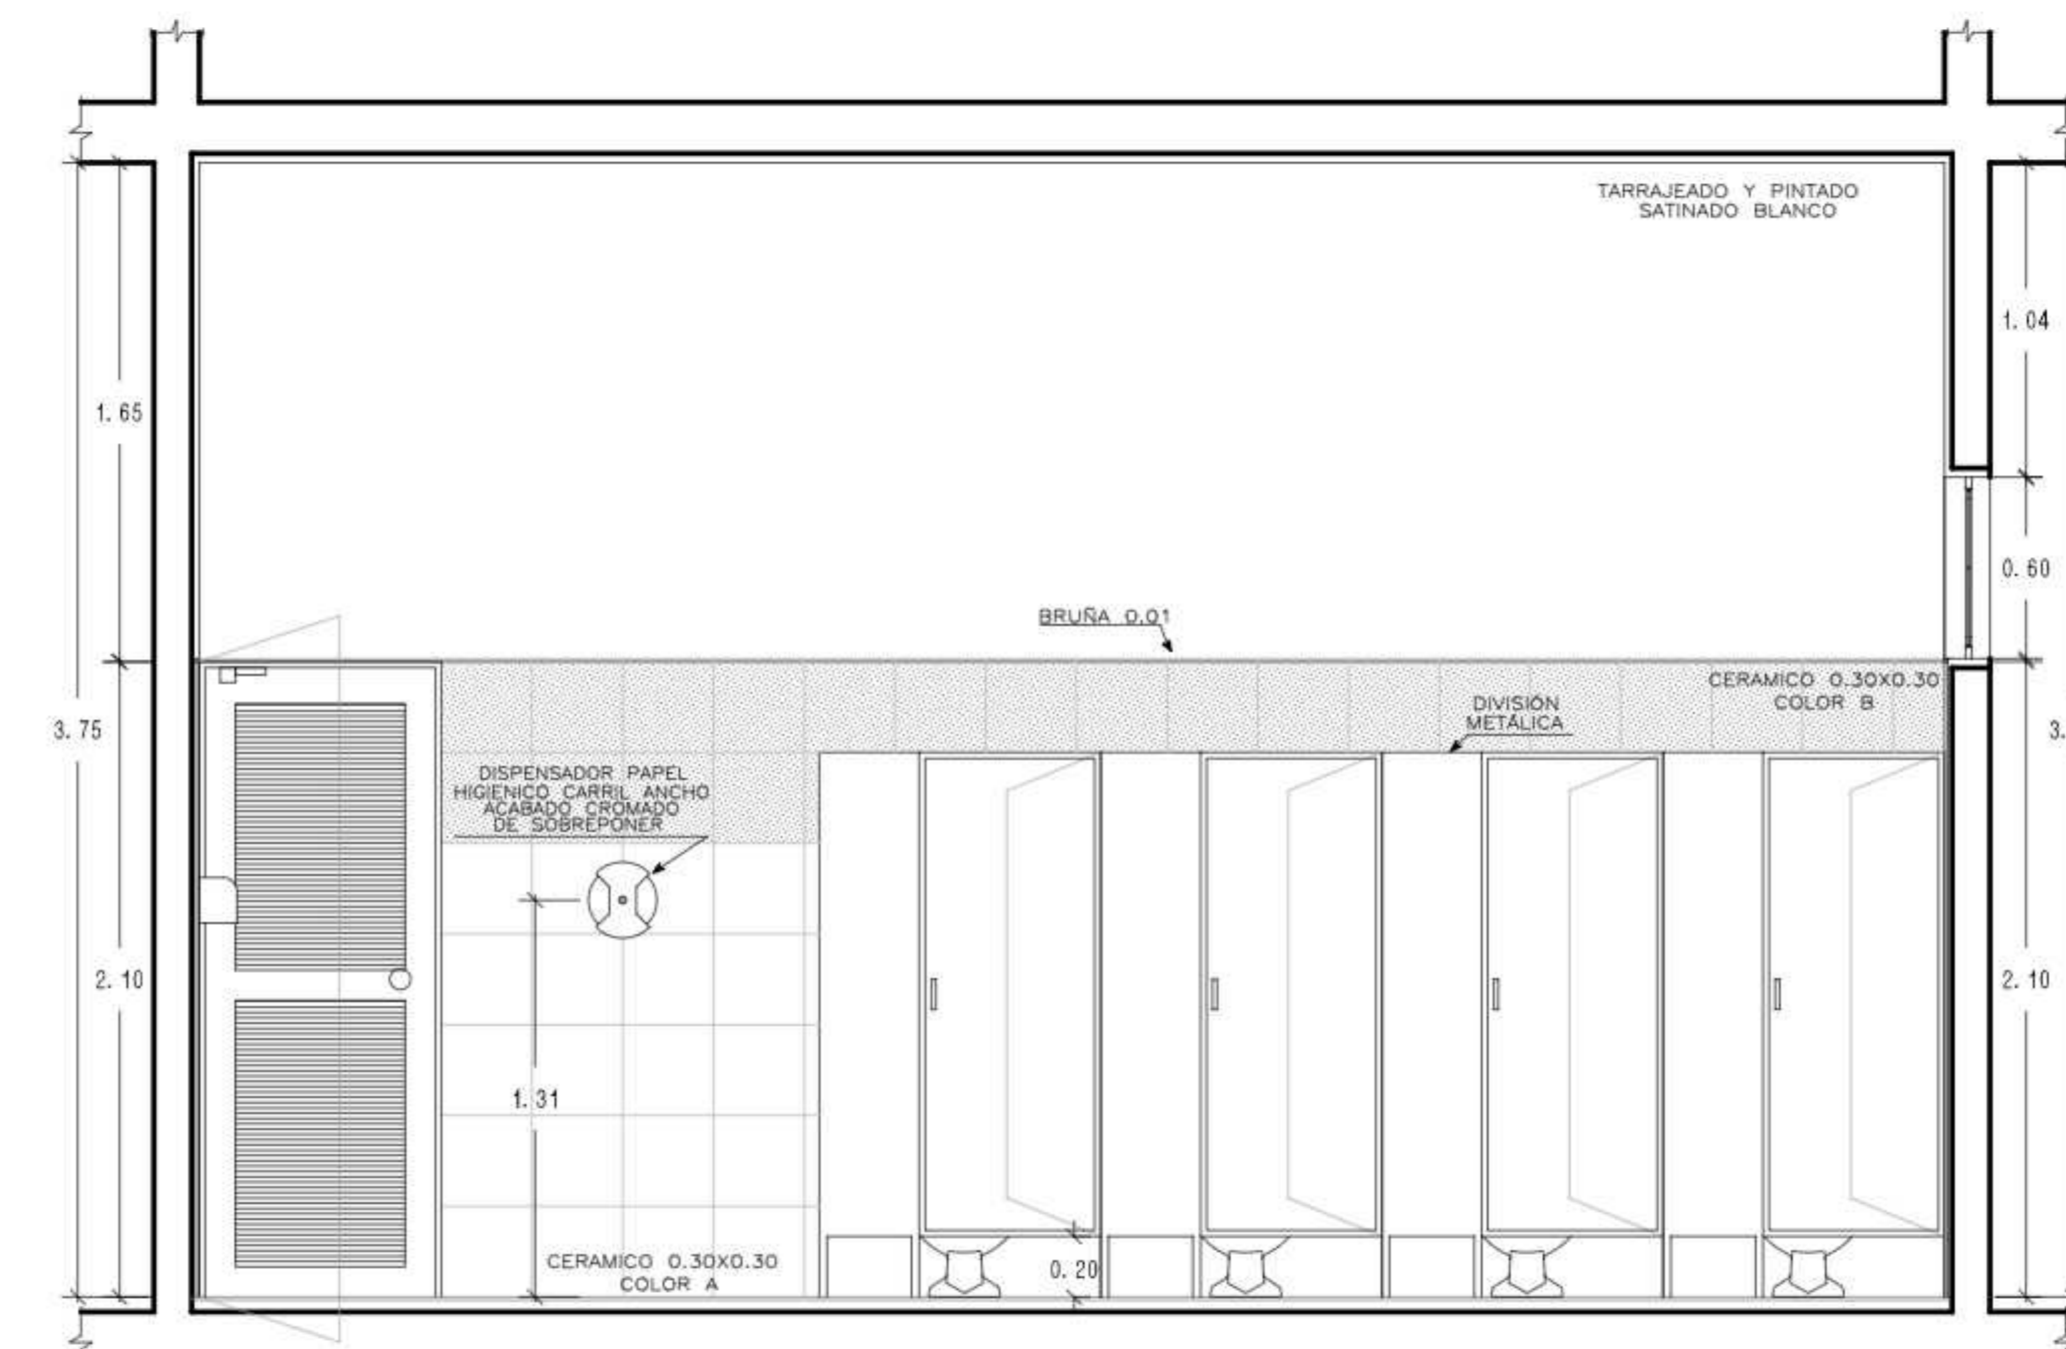 TARRAJEADO Y PINTADO
SATINADO BLANCO
1.04
1.65
0.60
BRUÑA 0.01
CERAMICO 0.30X0.30
COLOR B
DIVISIÓN
METÁLICA
3.75
3.
DISPENSADOR PAPEL
HIGIENICO CARRIL ANCHO
ACABADO CROMADO
DE SOBREPONER
2.10
2.10
1.31
CERAMICO 0.30X0.30
COLOR A
0.20